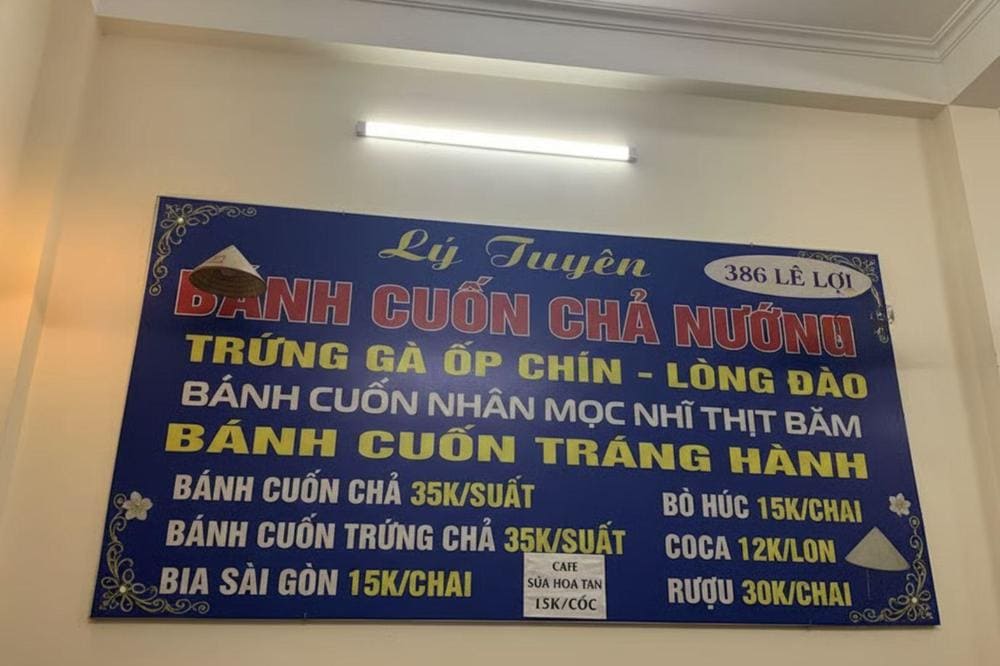 Lý Tuyên
386 LÊ LỢI
BÁNH CUỐN CHẢ NƯỚNG
TRỨNG GÀ ỐP CHÍN - LÒNG ĐÀO
BÁNH CUỐN NHÂN MỌC NHĨ THỊT BĂM
BÁNH CUỐN TRÁNG HÀNH
BÁNH CUỐN CHẢ 35K/SUẤT
BÁNH CUỐN TRỨNG CHẢ 35K/SUẤT
BIA SÀI GÒN 15K/CHAI
CAFE
SỮA HOA TAN
15K/CỐC
BÒ HÚC 15K/CHAI
COCA 12K/LON
RƯỢU 30K/CHAI